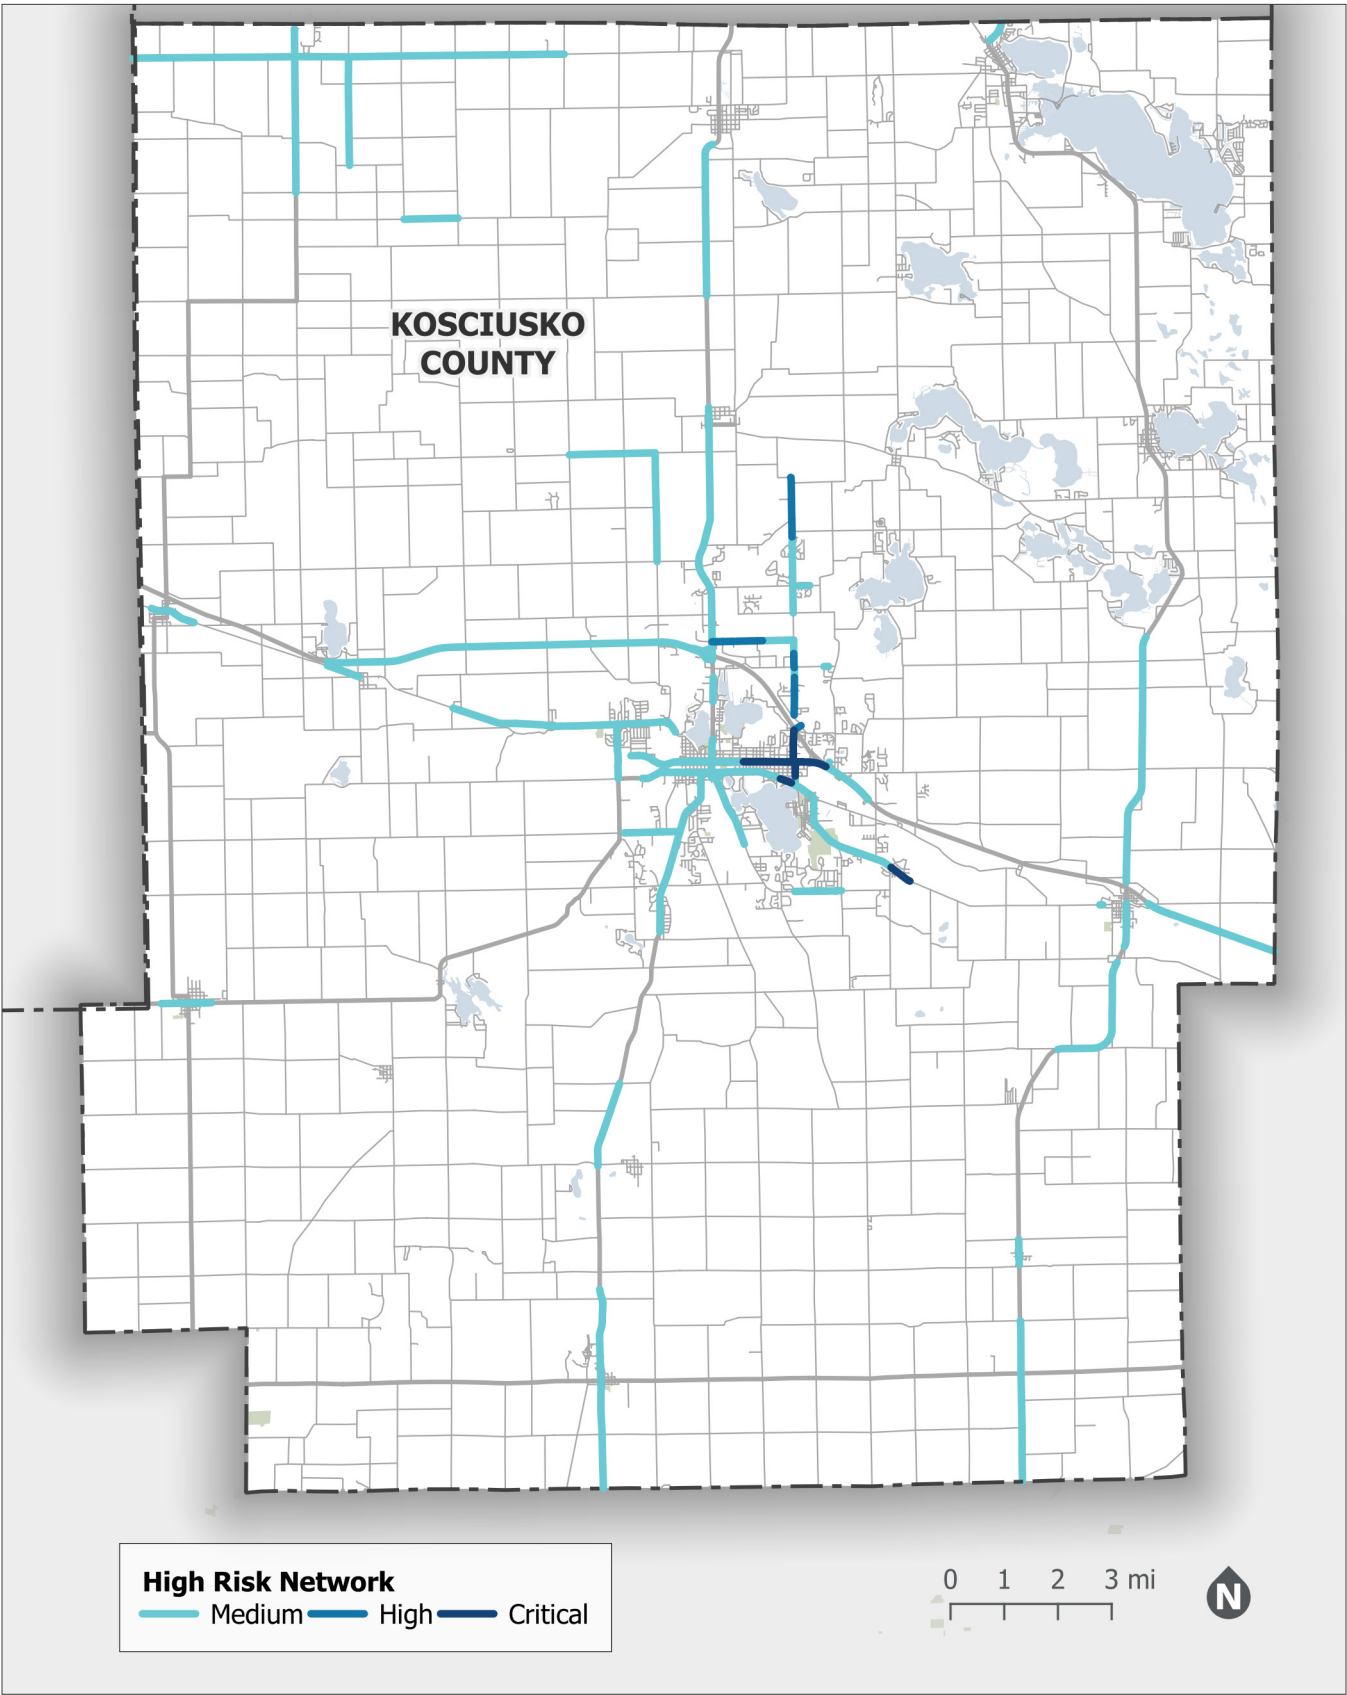 KOSCIUSKO
COUNTY
High Risk Network
Medium High Critical
0 1 2 3 mi
N